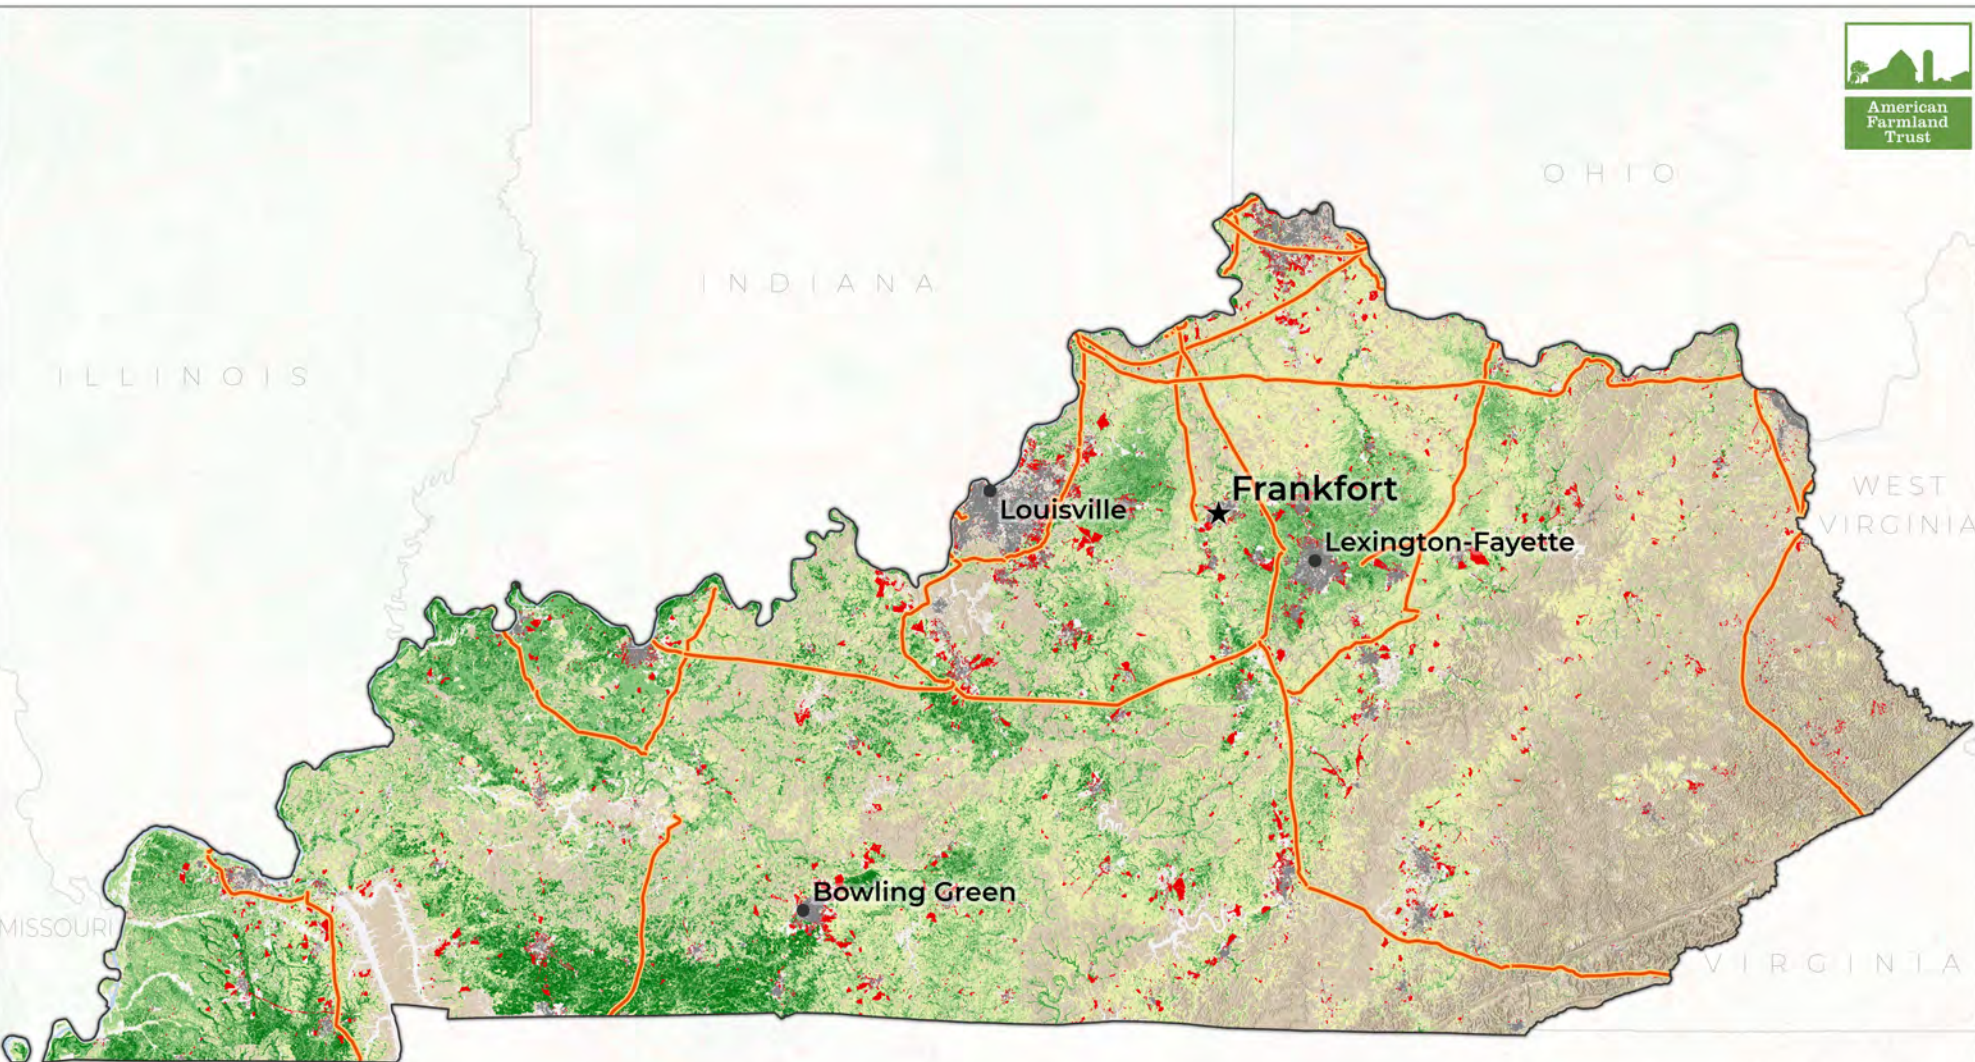 American
Farmland
Trust
OHIO
INDIANA
ILLINOIS
WEST
VIRGINIA
Frankfort
Louisville
Lexington-Fayette
Bowling Green
MISSOURI
VIRGINIA